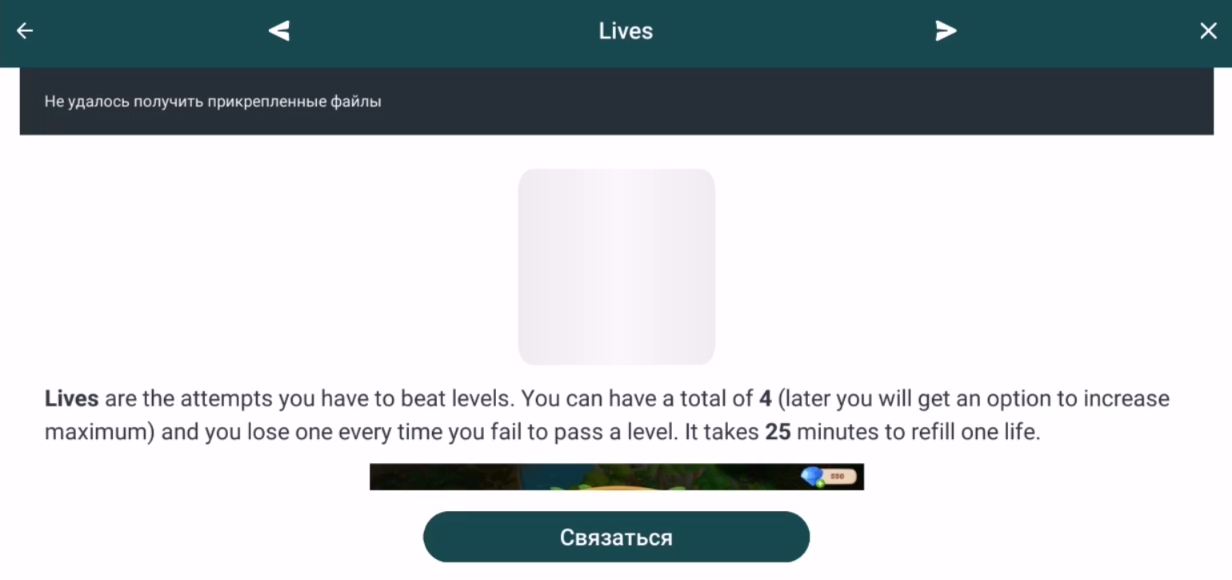 Lives
Не удалось получить прикрепленные файлы
Lives are the attempts you have to beat levels. You can have a total of 4 (later you will get an option to increase
maximum) and you lose one every time you fail to pass a level. It takes 25 minutes to refill one life.
Связаться